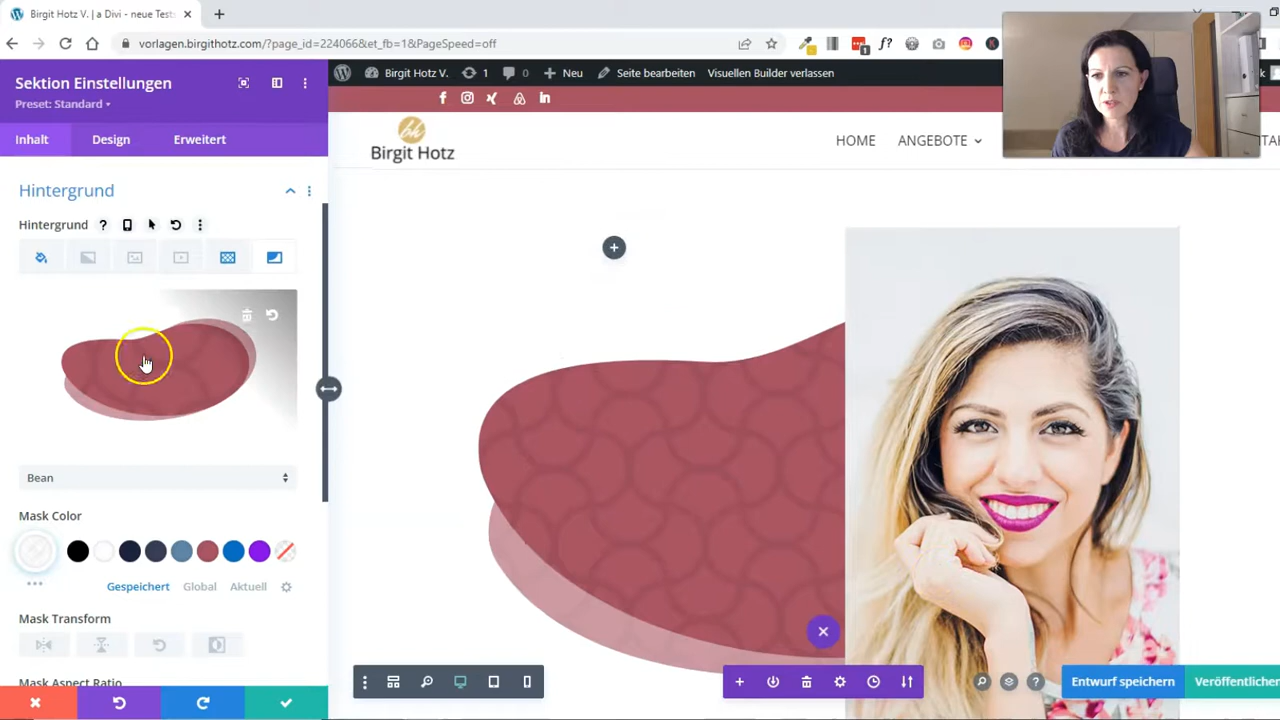 Birgit Hotz V. | a Divi - neue Test
vorlagen.birgithotz.com/?page_id=224066&et_fb=1&PageSpeed=off
Sektion Einstellungen
Preset: Standard
Birgit Hotz V. 1 0 Neu Seite bearbeiten Visuellen Builder verlassen
Inhalt Design Erweitert
bh
Birgit Hotz
HOME ANGEBOTE
Hintergrund
Hintergrund
Bean
Mask Color
Gespeichert Global Aktuell
Mask Transform
Mask Aspect Ratio
Entwurf speichern Veröffentlichen